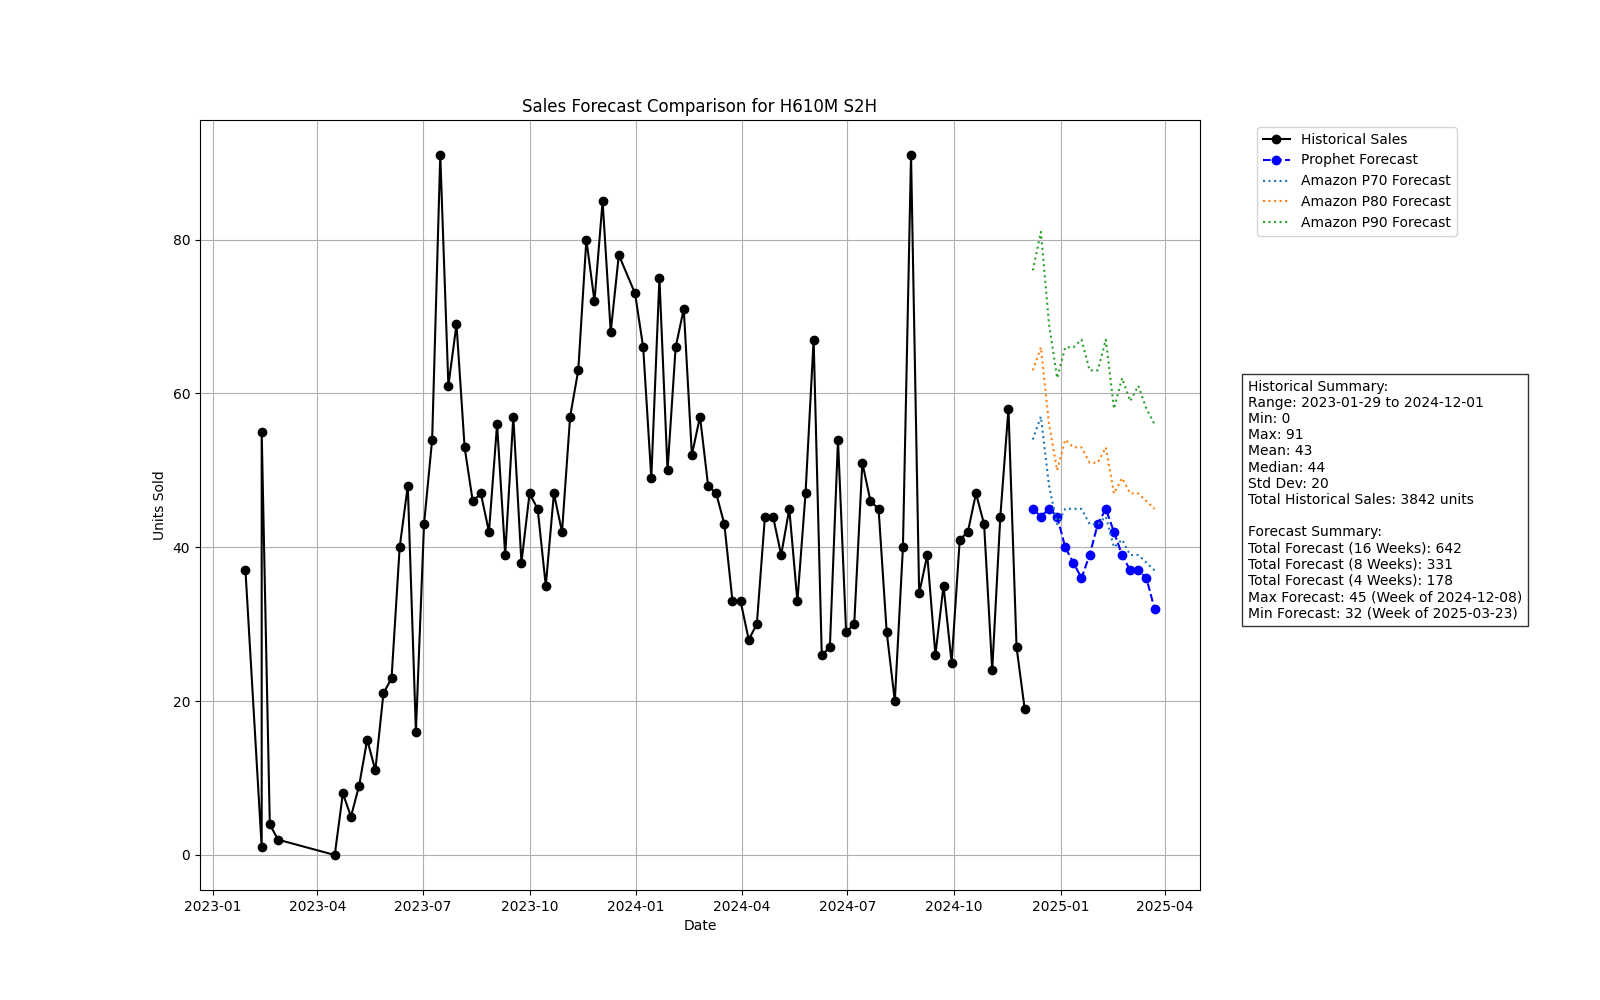 Sales Forecast Comparison for H610M S2H
Historical Sales
Prophet Forecast
Amazon P70 Forecast
Amazon P80 Forecast
Amazon P90 Forecast
Units Sold
80
60
40
20
0
2023-01
2023-04
2023-07
2023-10
2024-01
2024-04
2024-07
2024-10
2025-01
2025-04
Date
Historical Summary:
Range: 2023-01-29 to 2024-12-01
Min: 0
Max: 91
Mean: 43
Median: 44
Std Dev: 20
Total Historical Sales: 3842 units
Forecast Summary:
Total Forecast (16 Weeks): 642
Total Forecast (8 Weeks): 331
Total Forecast (4 Weeks): 178
Max Forecast: 45 (Week of 2024-12-08)
Min Forecast: 32 (Week of 2025-03-23)